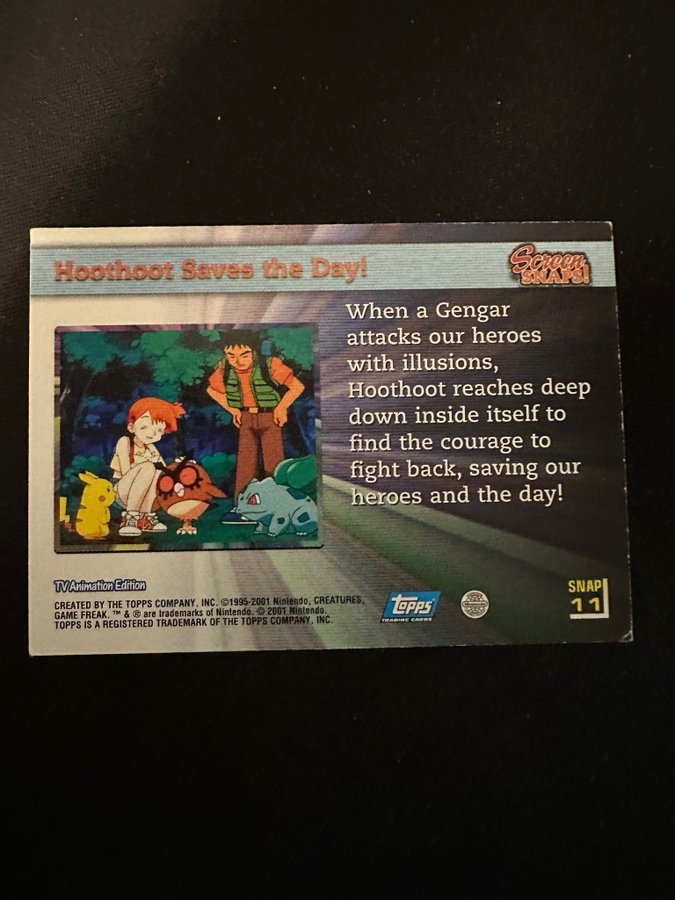 Hoothoot Saves the Day!
Screen
SNAPS!
When a Gengar
attacks our heroes
with illusions,
Hoothoot reaches deep
down inside itself to
find the courage to
fight back, saving our
heroes and the day!
TV Animation Edition
CREATED BY THE TOPPS COMPANY, INC. ©1995-2001 Nintendo, CREATURES,
GAME FREAK. ™ & ® are trademarks of Nintendo. © 2001 Nintendo.
TOPPS IS A REGISTERED TRADEMARK OF THE TOPPS COMPANY, INC.
topps
TRADING CARDS
SNAP
11